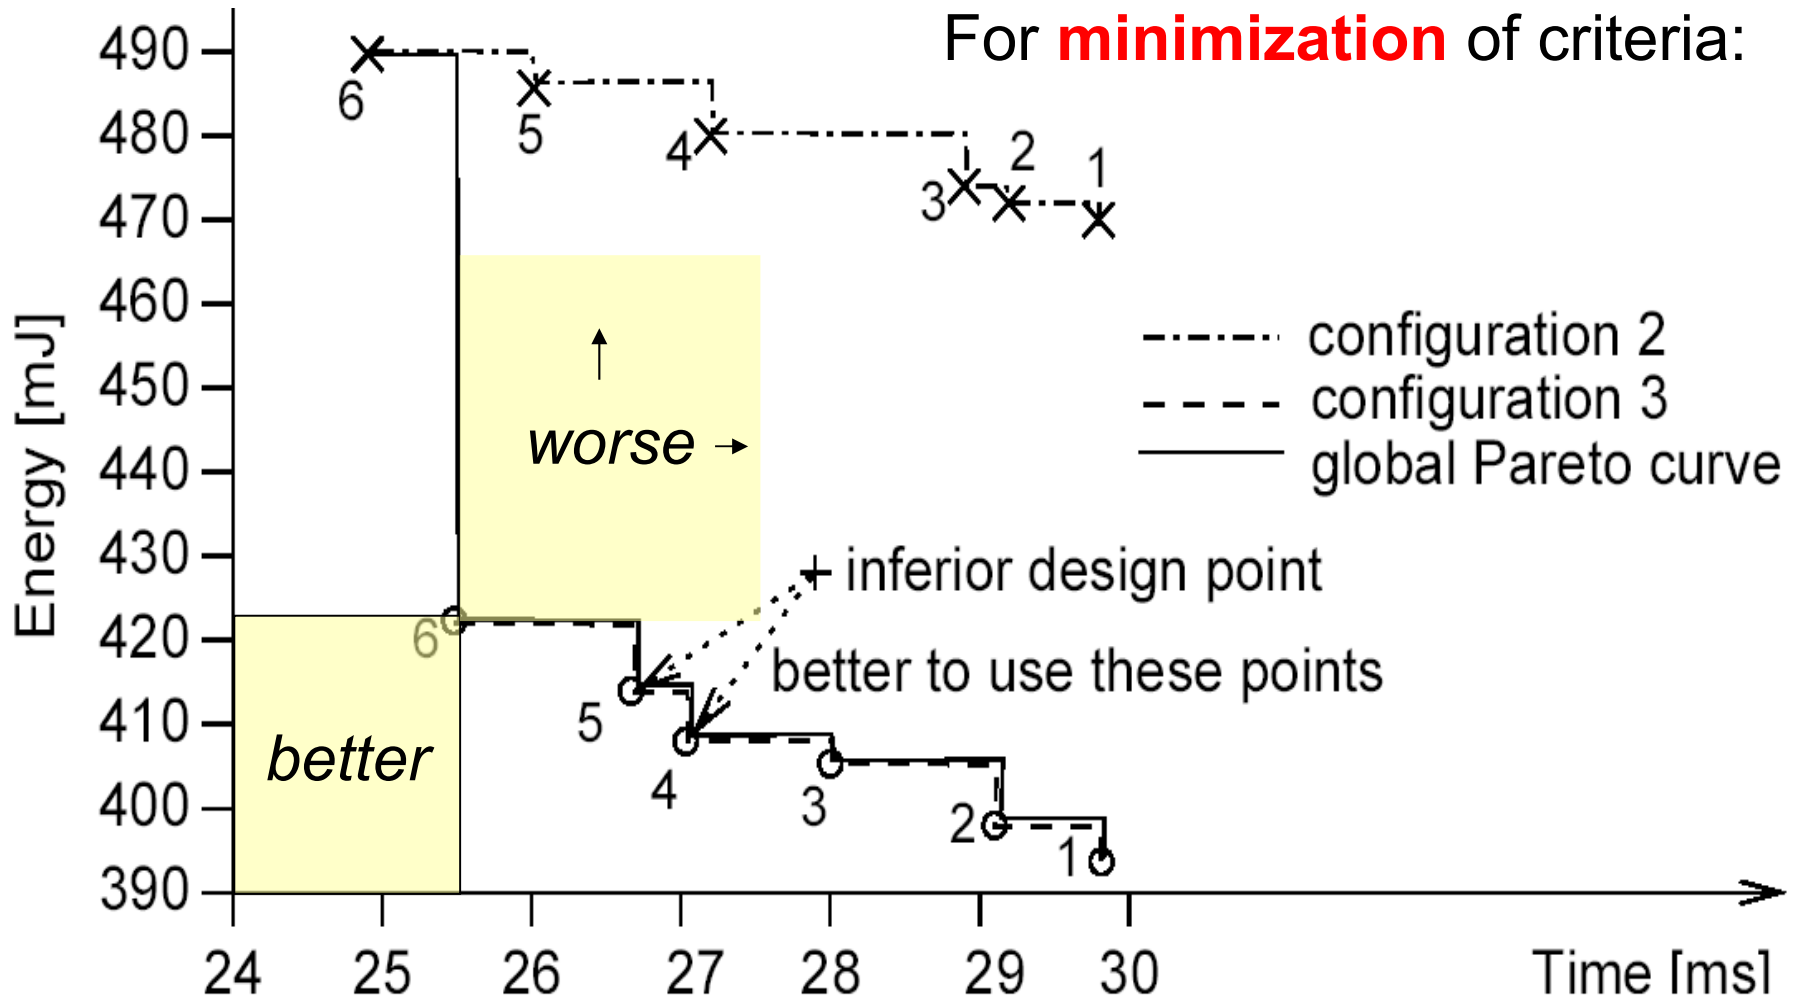 For minimization of criteria:
490
480
470
460
450
440
430
420
410
400
390
Energy [mJ]
6
5
4
3
2
1
configuration 2
configuration 3
global Pareto curve
worse
inferior design point
better to use these points
better
6
5
4
3
2
1
24 25 26 27 28 29 30 Time [ms]